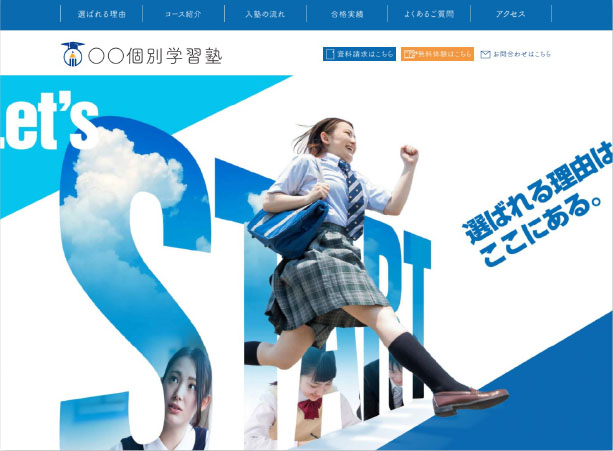 選ばれる理由
コース紹介
入塾の流れ
合格実績
よくあるご質問
アクセス
〇〇個別学習塾
資料請求はこちら
無料体験はこちら
お問合わせはこちら
Let's
START
選ばれる理由は
ここにある。